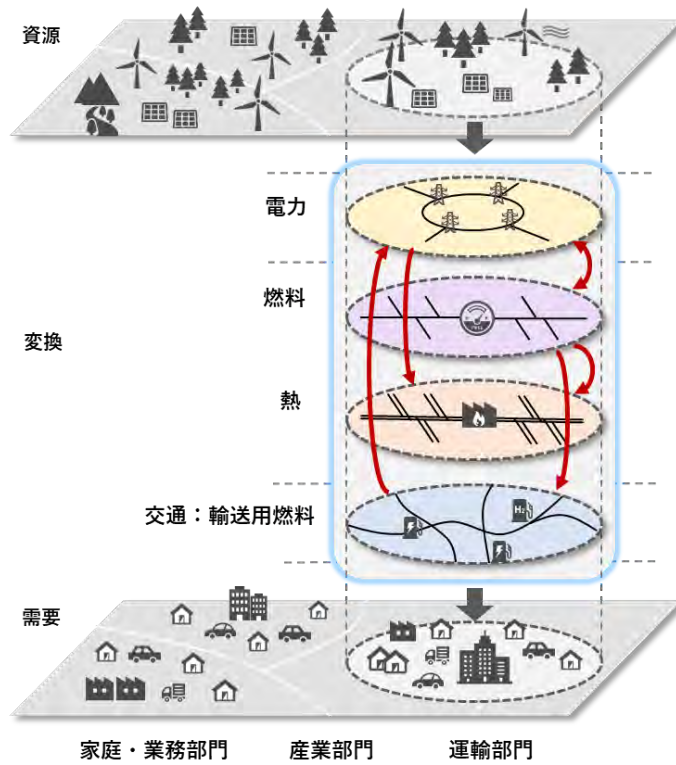 資源
電力
燃料
変換
熱
交通：輸送用燃料
H₂
需要
家庭・業務部門
産業部門
運輸部門